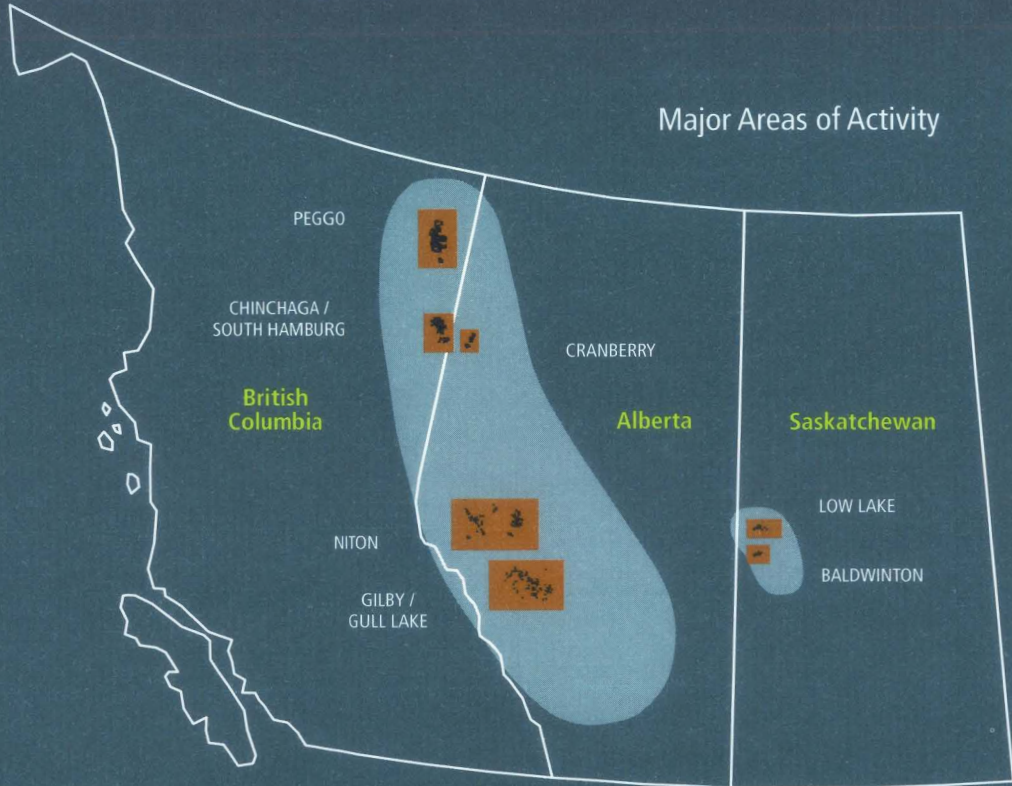 Major Areas of Activity
PEGGO
CHINCHAGA /
SOUTH HAMBURG
CRANBERRY
British
Columbia
Alberta
Saskatchewan
LOW LAKE
NITON
BALDWINTON
GILBY /
GULL LAKE